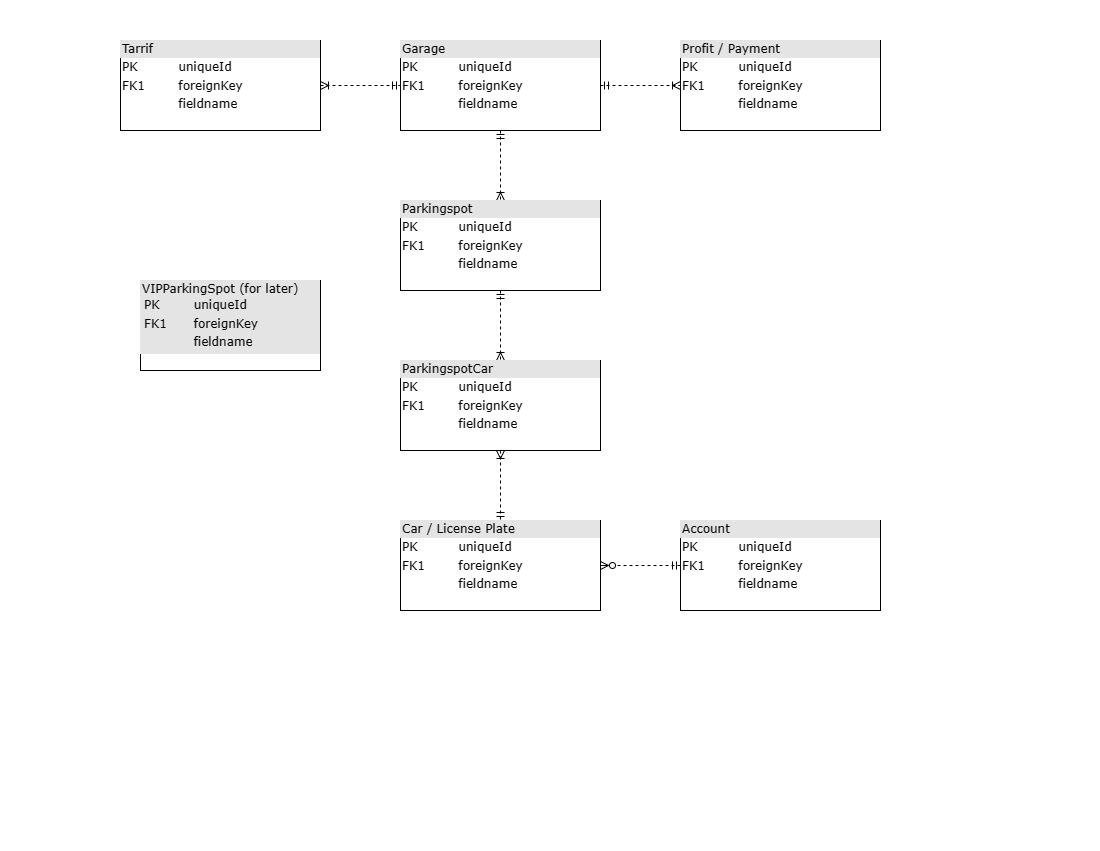 Tarrif
PK uniqueId
FK1 foreignKey
fieldname
Garage
PK uniqueId
FK1 foreignKey
fieldname
Profit / Payment
PK uniqueId
FK1 foreignKey
fieldname
Parkingspot
PK uniqueId
FK1 foreignKey
fieldname
VIPParkingSpot (for later)
PK uniqueId
FK1 foreignKey
fieldname
ParkingspotCar
PK uniqueId
FK1 foreignKey
fieldname
Car / License Plate
PK uniqueId
FK1 foreignKey
fieldname
Account
PK uniqueId
FK1 foreignKey
fieldname